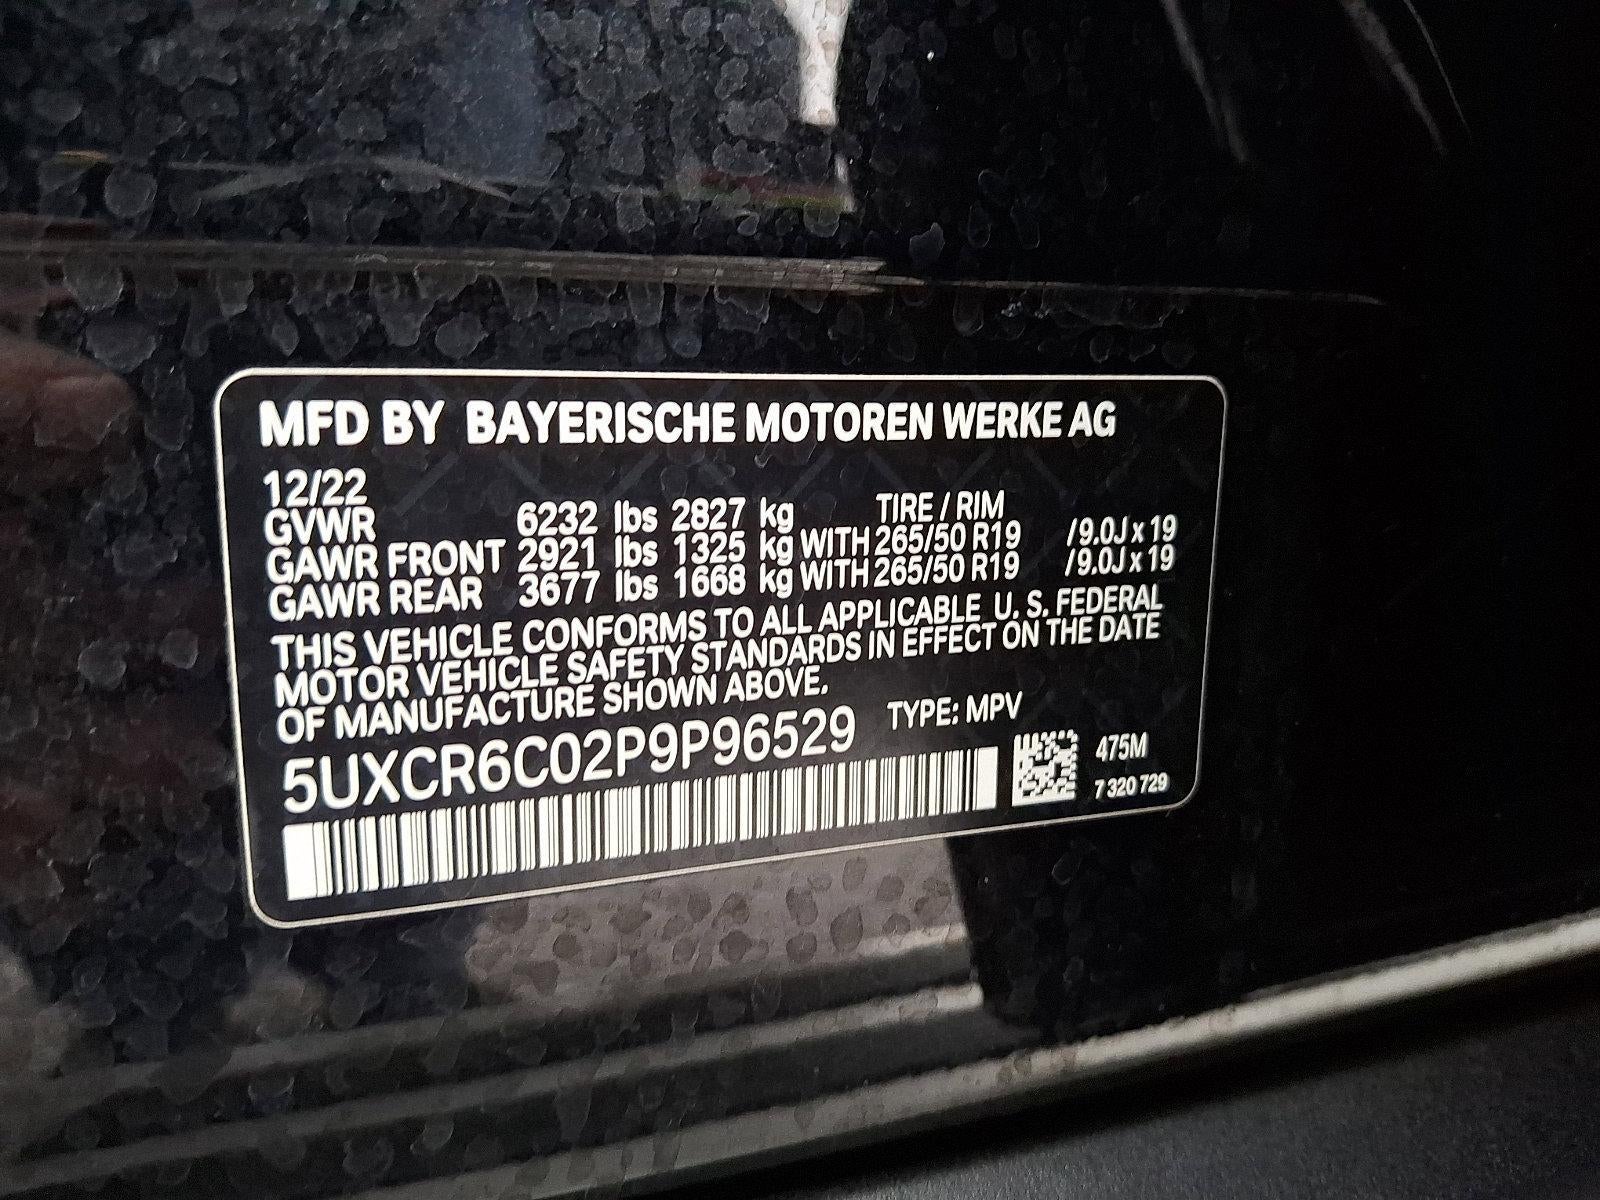 MFD BY BAYERISCHE MOTOREN WERKE AG
12/22
GVWR 6232 lbs 2827 kg TIRE / RIM
GAWR FRONT 2921 lbs 1325 kg WITH 265/50 R19 /9.0J x 19
GAWR REAR 3677 lbs 1668 kg WITH 265/50 R19 /9.0J x 19
THIS VEHICLE CONFORMS TO ALL APPLICABLE U. S. FEDERAL
MOTOR VEHICLE SAFETY STANDARDS IN EFFECT ON THE DATE
OF MANUFACTURE SHOWN ABOVE.
5UXCR6C02P9P96529 TYPE: MPV
475M
7 320 729